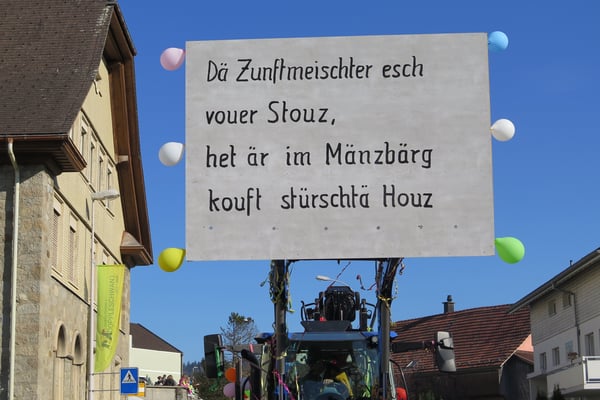 Dä Zunftmeischter esch
vouer Stouz,
het är im Mänzbärg
kouft stürschtä Houz